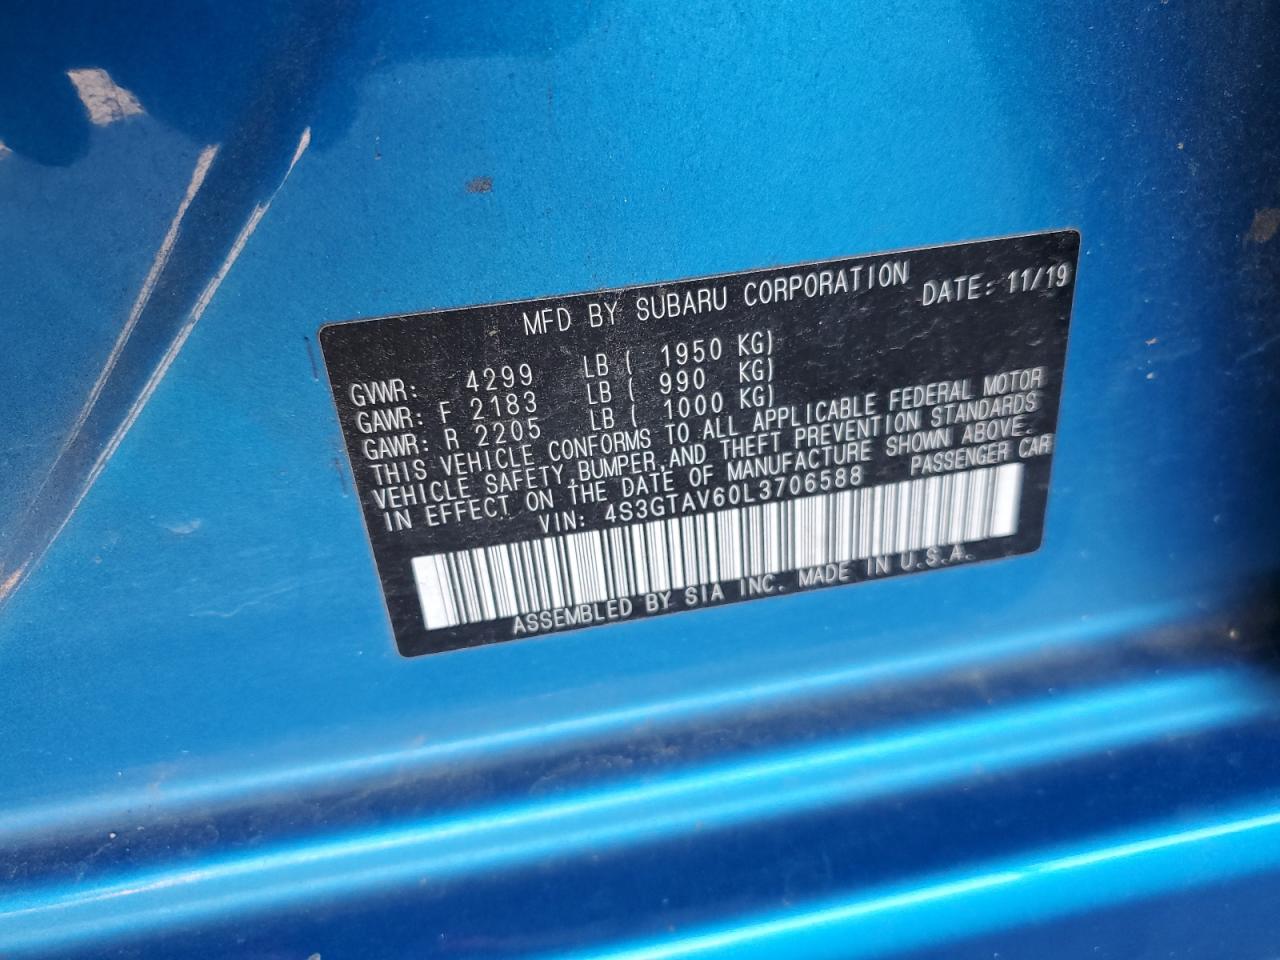 MFD BY SUBARU CORPORATION DATE: 11/19
GVWR: 4299 LB ( 1950 KG)
GAWR: F 2183 LB ( 990 KG)
GAWR: R 2205 LB ( 1000 KG)
THIS VEHICLE CONFORMS TO ALL APPLICABLE FEDERAL MOTOR
VEHICLE SAFETY, BUMPER, AND THEFT PREVENTION STANDARDS
IN EFFECT ON THE DATE OF MANUFACTURE SHOWN ABOVE.
VIN: 4S3GTAV60L3706588 PASSENGER CAR
ASSEMBLED BY SIA INC. MADE IN U.S.A.